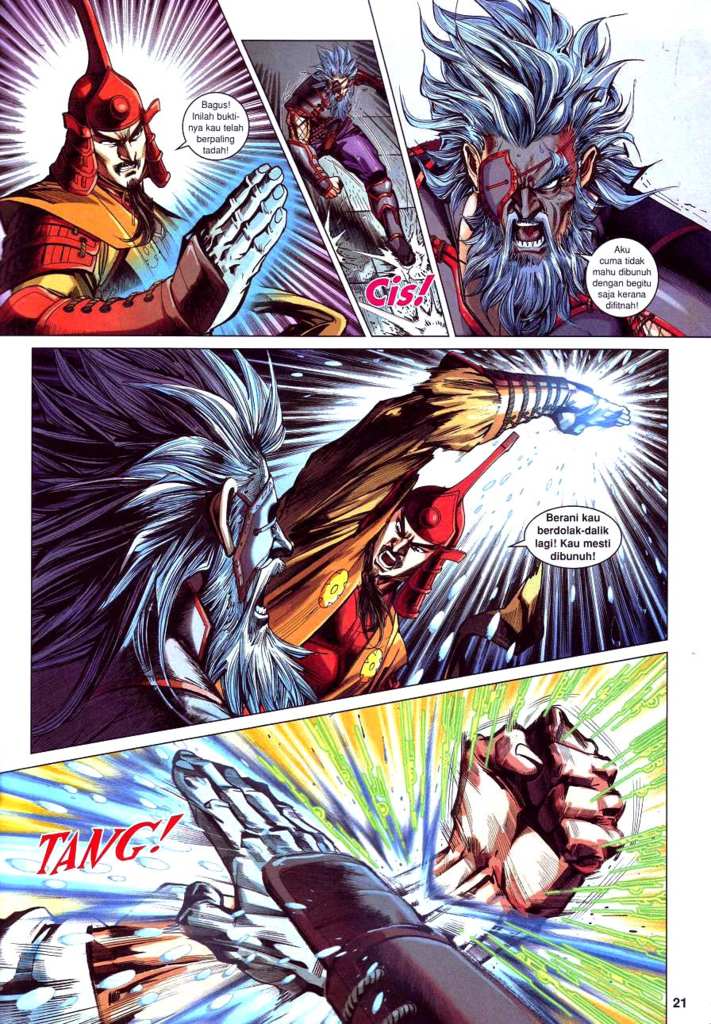 Bagus!
Inilah bukti-
nya kau telah
berpaling
tadah!
Cis!
Aku
cuma tidak
mahu dibunuh
dengan begitu
saja kerana
difitnah!
Berani kau
berdolak-dalik
lagi! Kau mesti
dibunuh!
TANG!
21